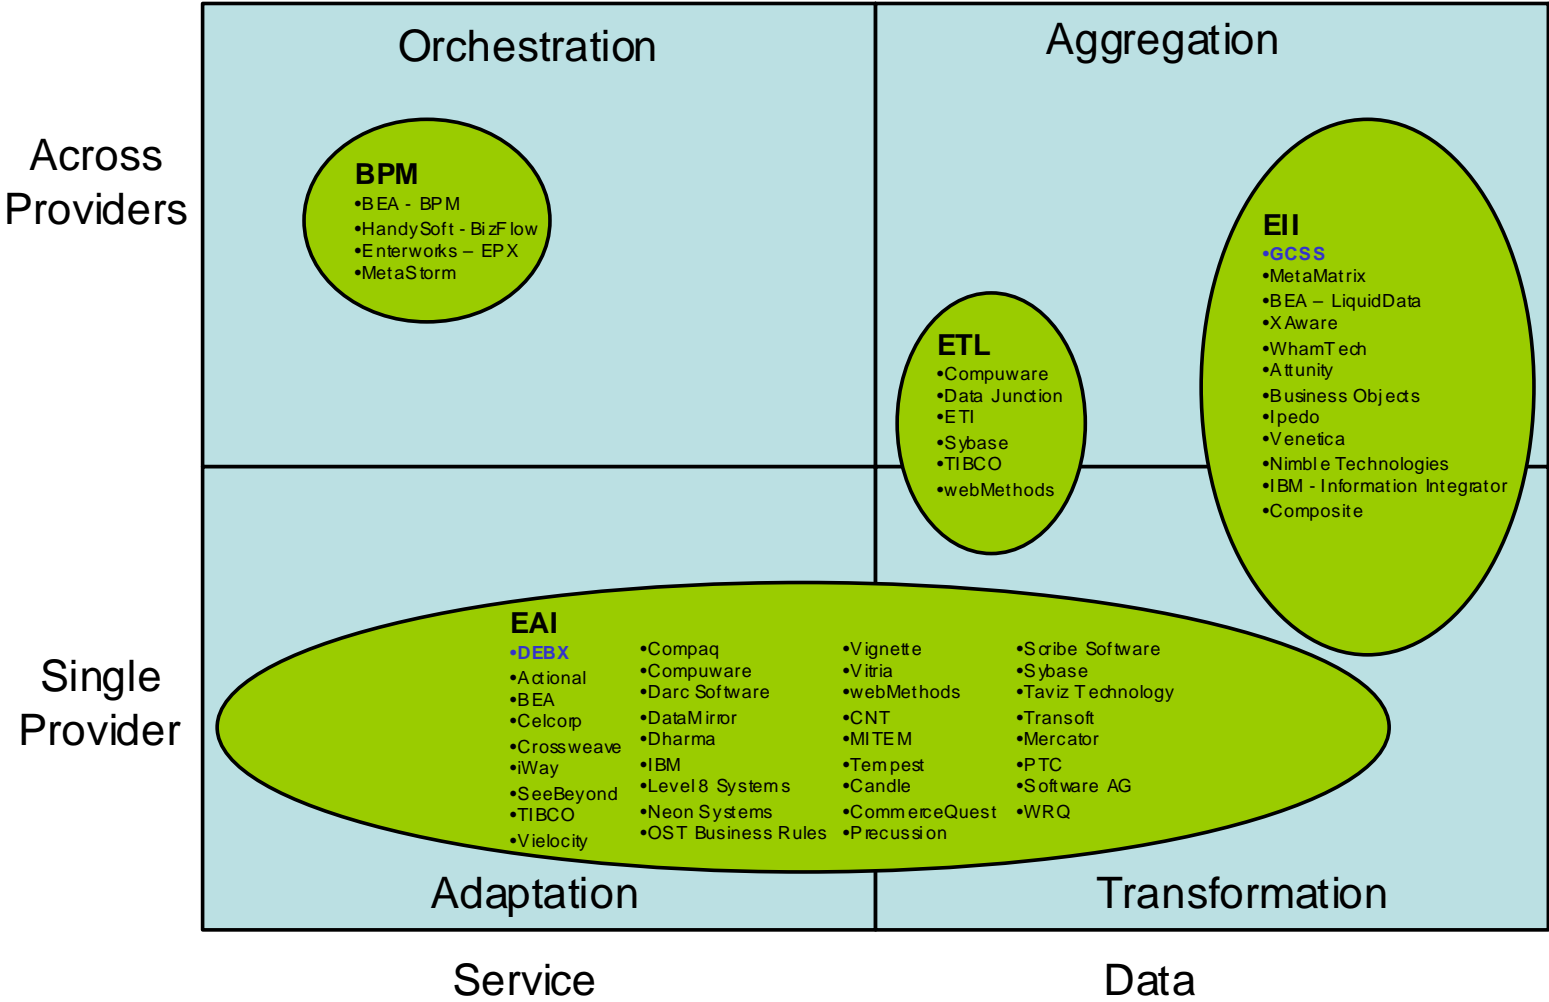 Orchestration
Aggregation
Across
Providers
BPM
•BEA - BPM
•HandySoft - BizFlow
•Enterworks – EPX
•MetaStorm
EII
•GCSS
•MetaMatrix
•BEA – LiquidData
•XAware
•WhamTech
•Attunity
•Business Objects
•Ipedo
•Venetica
•Nimble Technologies
•IBM - Information Integrator
•Composite
ETL
•Compuware
•Data Junction
•ETI
•Sybase
•TIBCO
•webMethods
Single
Provider
EAI
•DEBX
•Actional
•BEA
•Celcorp
•Crossweave
•iWay
•SeeBeyond
•TIBCO
•Vielocity
•Compaq
•Compuware
•Darc Software
•DataMirror
•Dharma
•IBM
•Level 8 Systems
•Neon Systems
•OST Business Rules
•Vignette
•Vitria
•webMethods
•CNT
•MITEM
•Tempest
•Candle
•CommerceQuest
•Precussion
•Scribe Software
•Sybase
•Taviz Technology
•Transoft
•Mercator
•PTC
•Software AG
•WRQ
Adaptation
Transformation
Service
Data